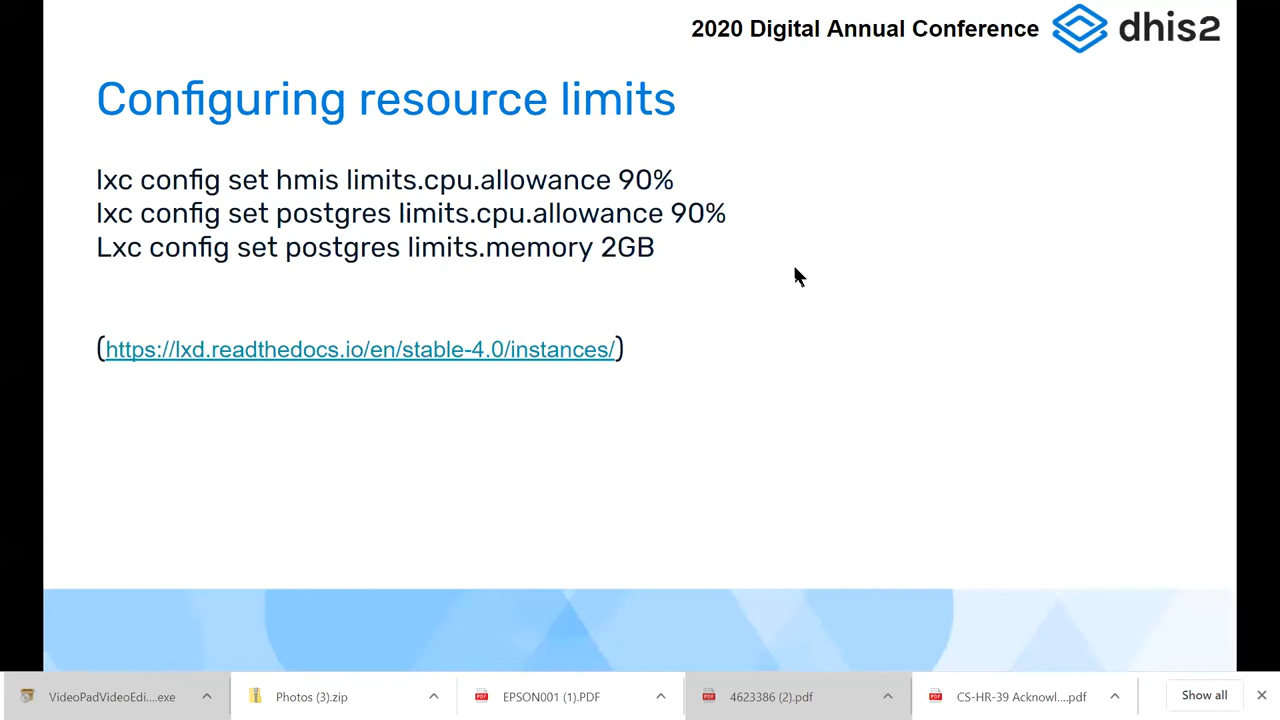 2020 Digital Annual Conference dhis2
Configuring resource limits
lxc config set hmis limits.cpu.allowance 90%
lxc config set postgres limits.cpu.allowance 90%
Lxc config set postgres limits.memory 2GB
(https://lxd.readthedocs.io/en/stable-4.0/instances/)
VideoPadVideoEdi....exe Photos (3).zip EPSON001 (1).PDF 4623386 (2).pdf CS-HR-39 Acknowl....pdf Show all